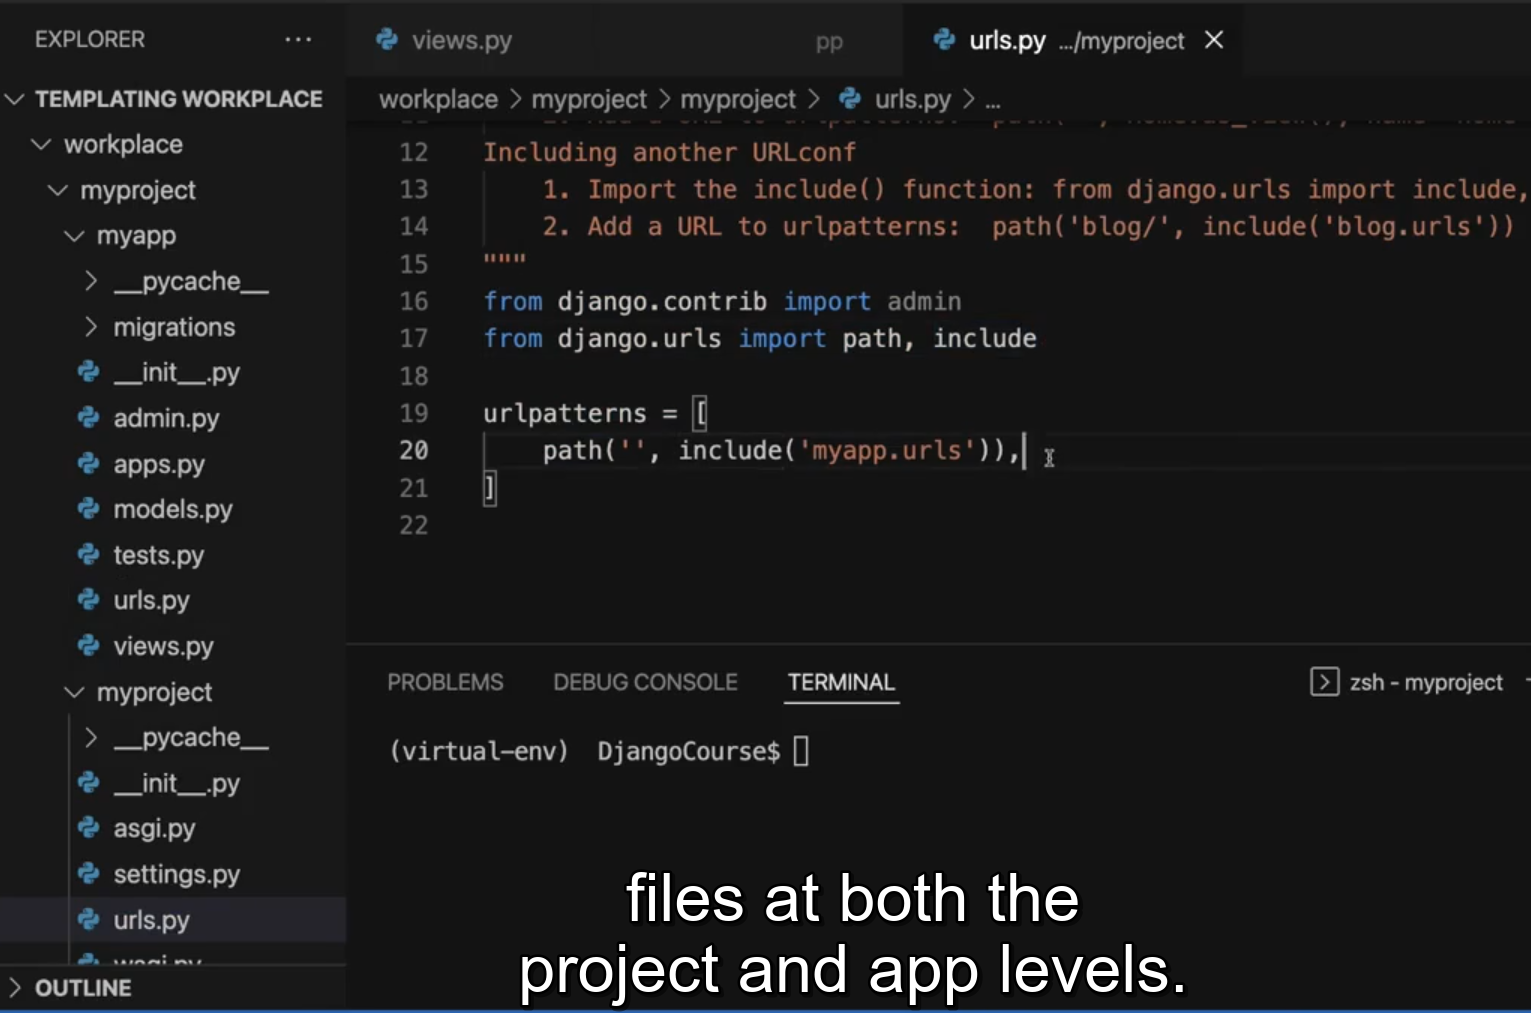 EXPLORER
TEMPLATING WORKPLACE
workplace
myproject
myapp
__pycache__
migrations
__init__.py
admin.py
apps.py
models.py
tests.py
urls.py
views.py
myproject
__pycache__
__init__.py
asgi.py
settings.py
urls.py
wsgi.py
OUTLINE
views.py
pp
urls.py .../myproject
workplace > myproject > myproject > urls.py > ...
12 Including another URLconf
13 1. Import the include() function: from django.urls import include,
14 2. Add a URL to urlpatterns:  path('blog/', include('blog.urls'))
15 """
16 from django.contrib import admin
17 from django.urls import path, include
18
19 urlpatterns = [
20 path('', include('myapp.urls')),
21 ]
22
PROBLEMS DEBUG CONSOLE TERMINAL
zsh - myproject
(virtual-env) DjangoCourse$
files at both the
project and app levels.